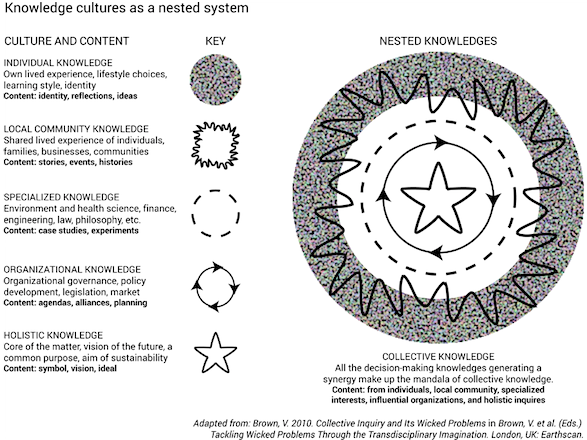 Knowledge cultures as a nested system
CULTURE AND CONTENT
KEY
NESTED KNOWLEDGES
INDIVIDUAL KNOWLEDGE
Own lived experience, lifestyle choices,
learning style, identity
Content: identity, reflections, ideas
LOCAL COMMUNITY KNOWLEDGE
Shared lived experience of individuals,
families, businesses, communities
Content: stories, events, histories
SPECIALIZED KNOWLEDGE
Environment and health science, finance,
engineering, law, philosophy, etc.
Content: case studies, experiments
ORGANIZATIONAL KNOWLEDGE
Organizational governance, policy
development, legislation, market
Content: agendas, alliances, planning
HOLISTIC KNOWLEDGE
Core of the matter, vision of the future, a
common purpose, aim of sustainability
Content: symbol, vision, ideal
COLLECTIVE KNOWLEDGE
All the decision-making knowledges generating a
synergy make up the mandala of collective knowledge.
Content: from individuals, local community, specialized
interests, influential organizations, and holistic inquires
Adapted from: Brown, V. 2010. Collective Inquiry and Its Wicked Problems in Brown, V. et al. (Eds.)
Tackling Wicked Problems Through the Transdisciplinary Imagination. London, UK: Earthscan.